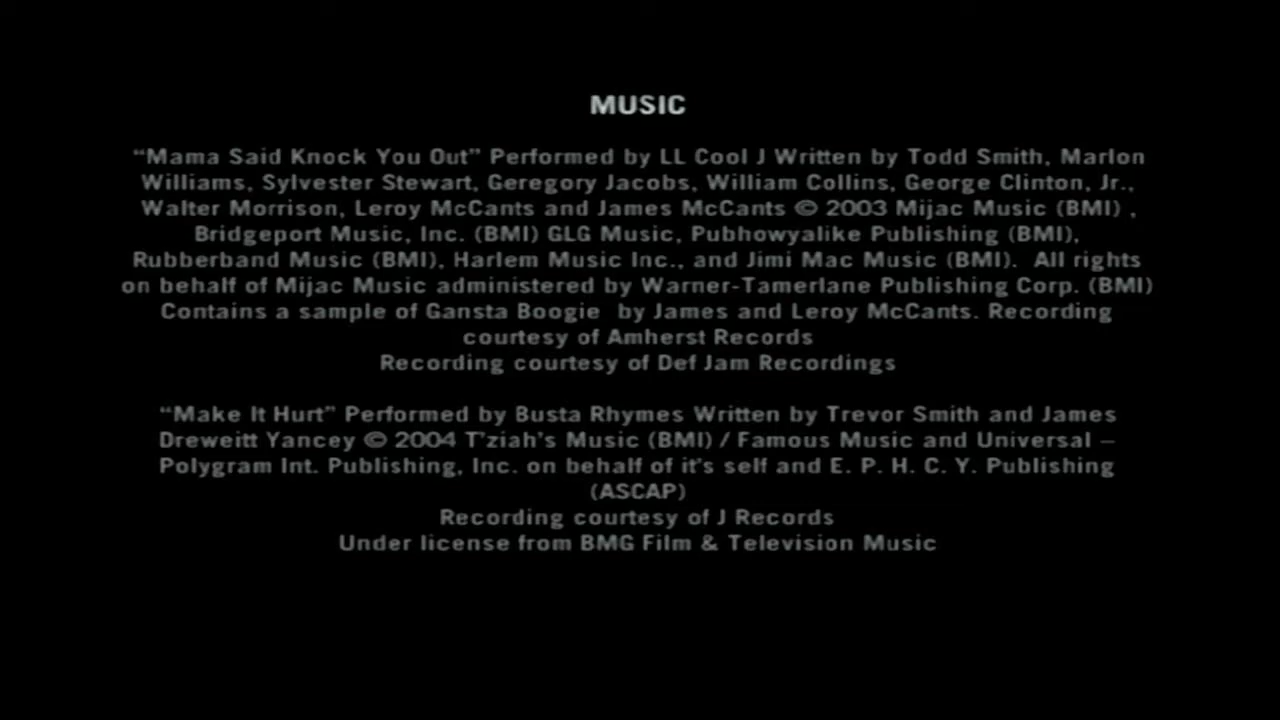 MUSIC
“Mama Said Knock You Out” Performed by LL Cool J Written by Todd Smith, Marlon
Williams, Sylvester Stewart, Geregory Jacobs, William Collins, George Clinton, Jr.,
Walter Morrison, Leroy McCants and James McCants © 2003 Mijac Music (BMI) ,
Bridgeport Music, Inc. (BMI) GLG Music, Pubhowyalike Publishing (BMI),
Rubberband Music (BMI), Harlem Music Inc., and Jimi Mac Music (BMI).  All rights
on behalf of Mijac Music administered by Warner-Tamerlane Publishing Corp. (BMI)
Contains a sample of Gansta Boogie  by James and Leroy McCants. Recording
courtesy of Amherst Records
Recording courtesy of Def Jam Recordings
“Make It Hurt” Performed by Busta Rhymes Written by Trevor Smith and James
Dreweitt Yancey © 2004 T'ziah's Music (BMI) / Famous Music and Universal –
Polygram Int. Publishing, Inc. on behalf of it's self and E. P. H. C. Y. Publishing
(ASCAP)
Recording courtesy of J Records
Under license from BMG Film & Television Music